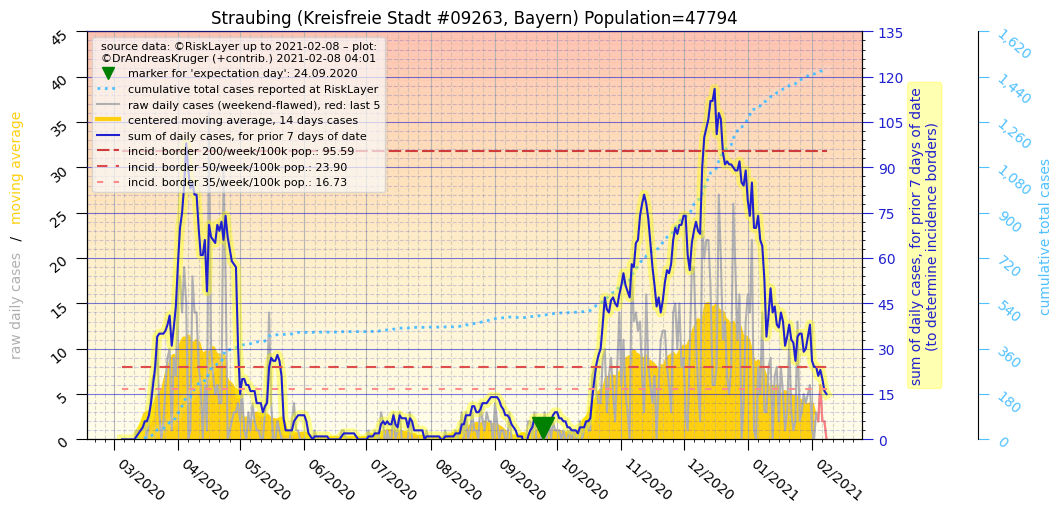 Straubing (Kreisfreie Stadt #09263, Bayern) Population=47794
source data: ©RiskLayer up to 2021-02-08 – plot:
©DrAndreasKruger (+contrib.) 2021-02-08 04:01
marker for 'expectation day': 24.09.2020
cumulative total cases reported at RiskLayer
raw daily cases (weekend-flawed), red: last 5
centered moving average, 14 days cases
sum of daily cases, for prior 7 days of date
incid. border 200/week/100k pop.: 95.59
incid. border 50/week/100k pop.: 23.90
incid. border 35/week/100k pop.: 16.73
raw daily cases / moving average
45
40
35
30
25
20
15
10
5
0
03/2020
04/2020
05/2020
06/2020
07/2020
08/2020
09/2020
10/2020
11/2020
12/2020
01/2021
02/2021
135
120
105
90
75
60
45
30
15
0
sum of daily cases, for prior 7 days of date
(to determine incidence borders)
1,620
1,440
1,260
1,080
900
720
540
360
180
0
cumulative total cases